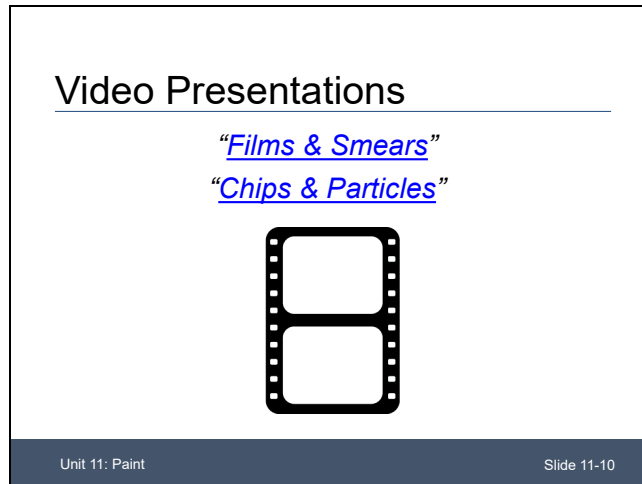 Video Presentations
“Films & Smears”
“Chips & Particles”
Unit 11: Paint
Slide 11-10